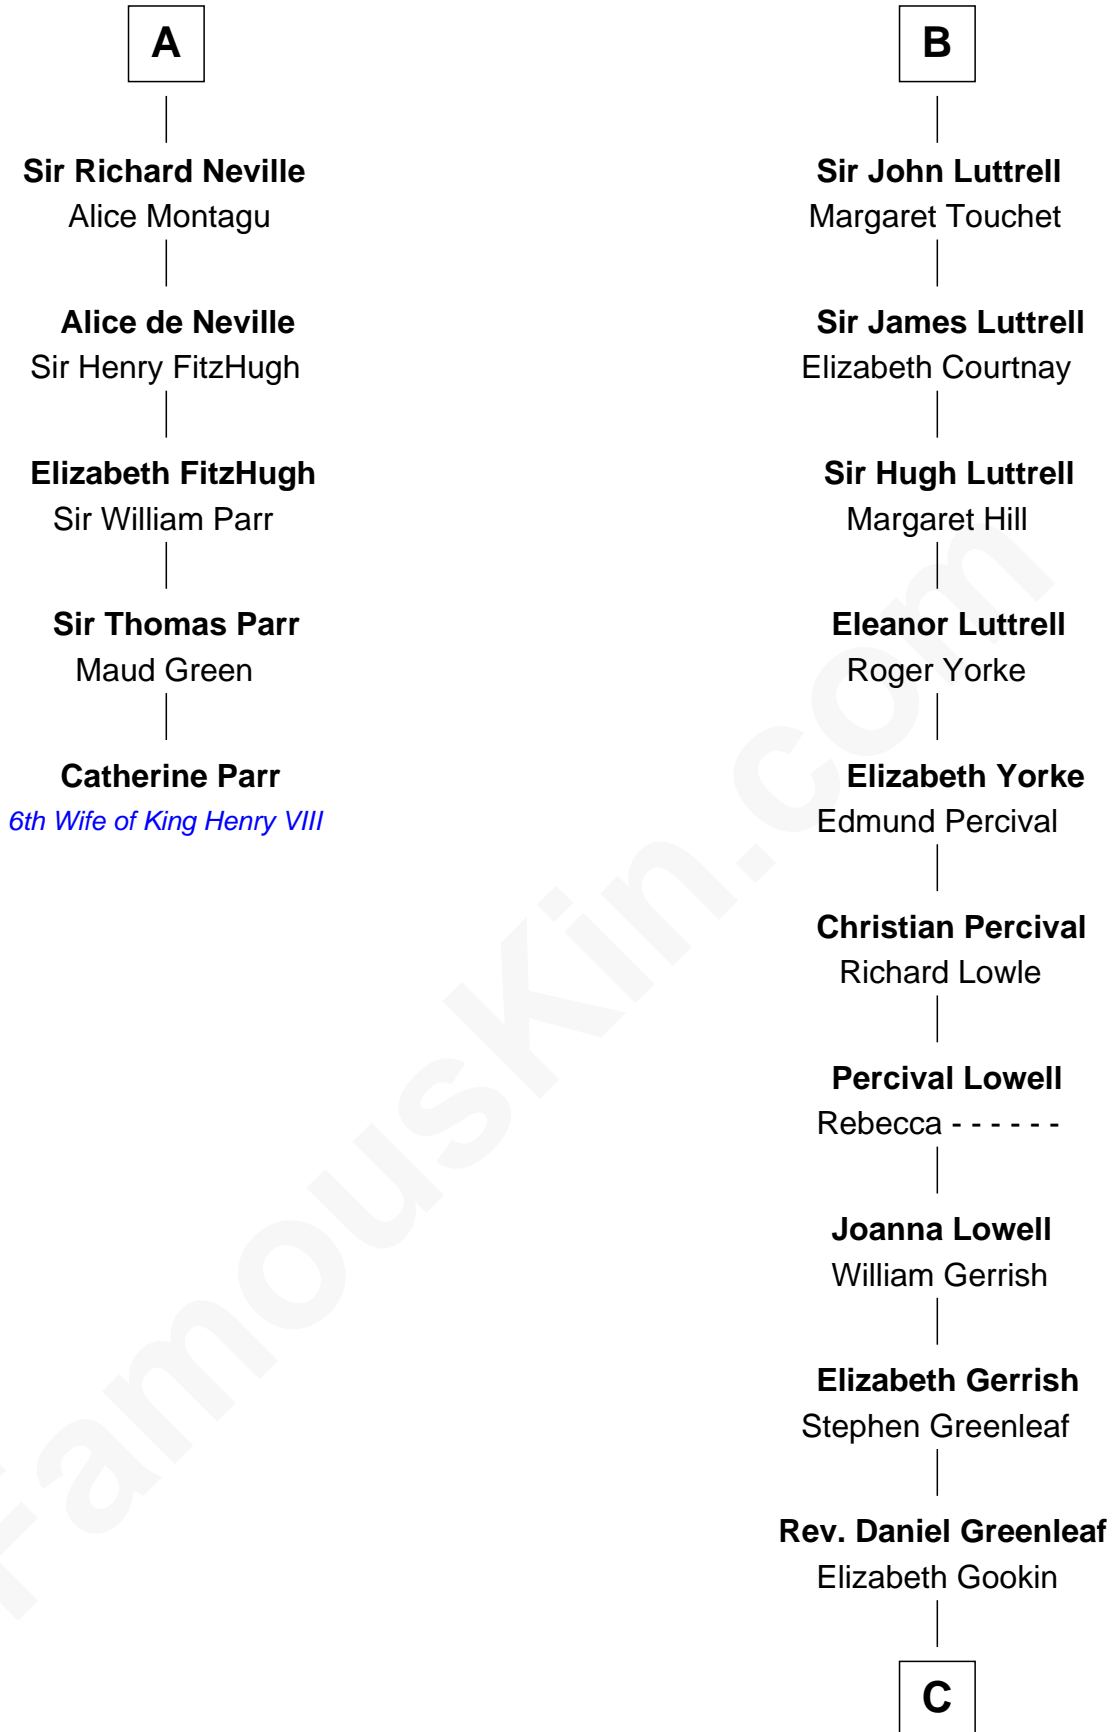 A
Sir Richard Neville
Alice Montagu
Alice de Neville
Sir Henry FitzHugh
Elizabeth FitzHugh
Sir William Parr
Sir Thomas Parr
Maud Green
Catherine Parr
6th Wife of King Henry VIII
B
Sir John Luttrell
Margaret Touchet
Sir James Luttrell
Elizabeth Courtnay
Sir Hugh Luttrell
Margaret Hill
Eleanor Luttrell
Roger Yorke
Elizabeth Yorke
Edmund Percival
Christian Percival
Richard Lowle
Percival Lowell
Rebecca - - - - - -
Joanna Lowell
William Gerrish
Elizabeth Gerrish
Stephen Greenleaf
Rev. Daniel Greenleaf
Elizabeth Gookin
C
FamousKin.com